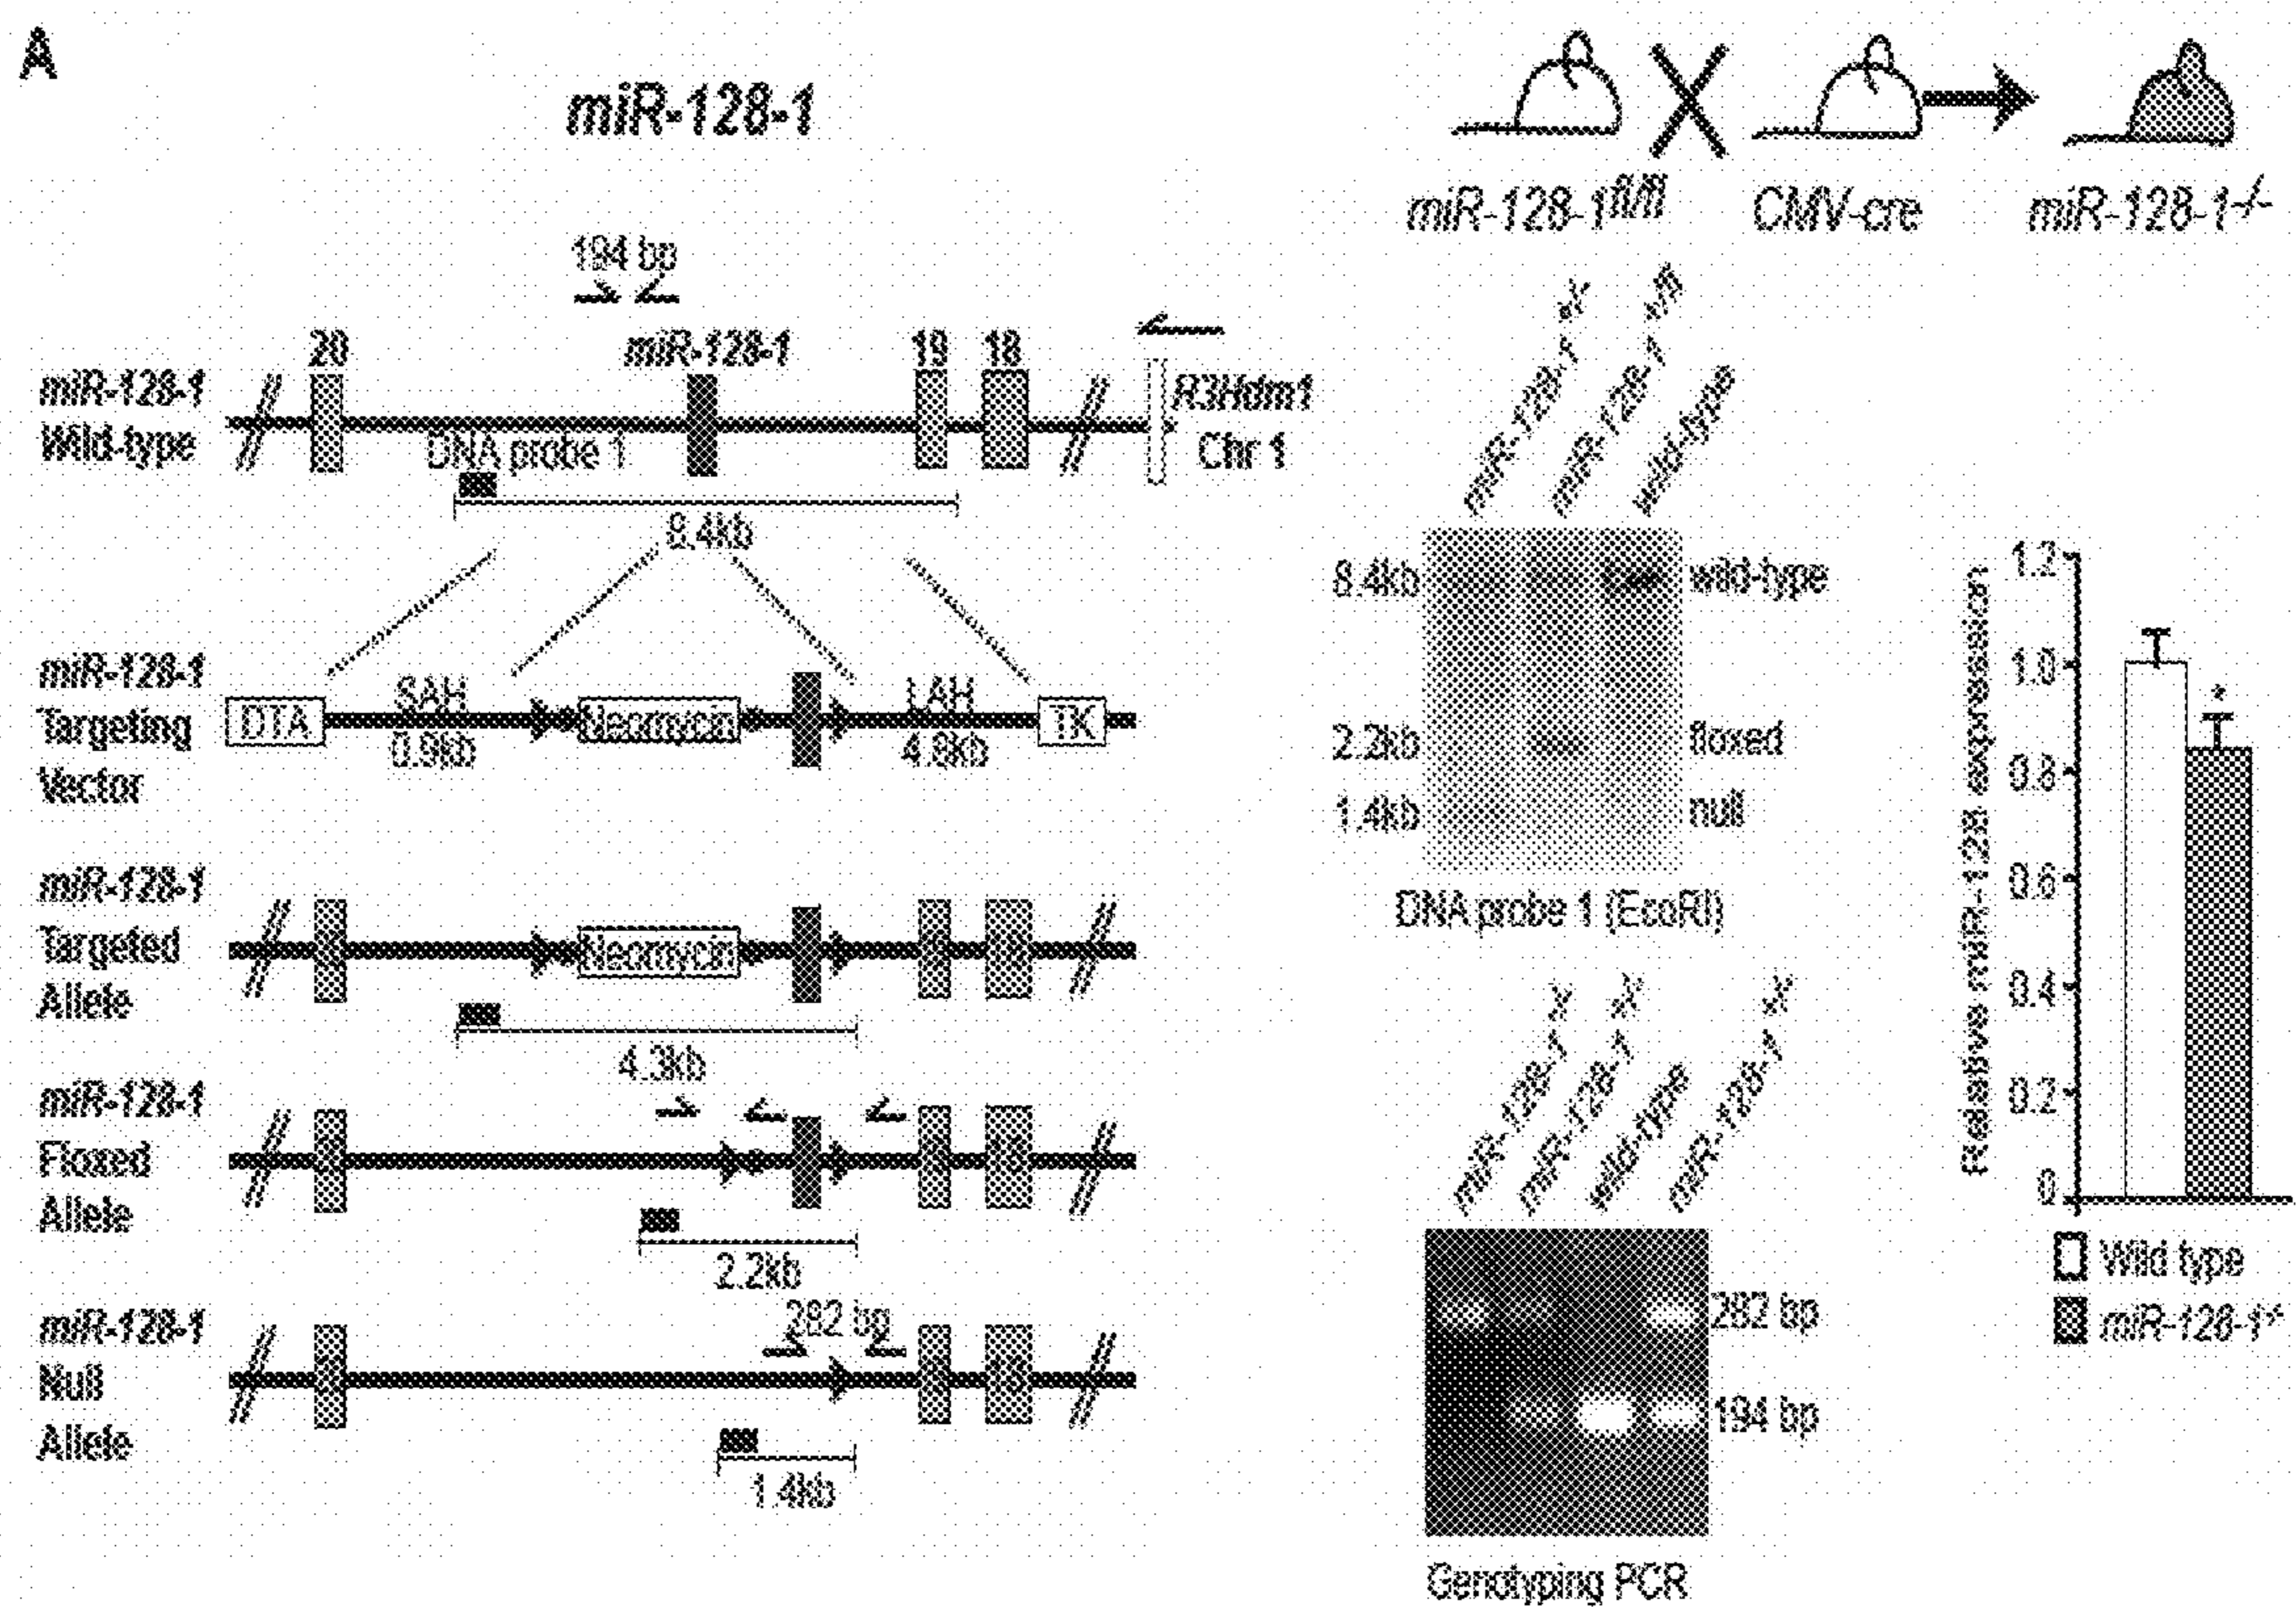 A
miR-128-1
miR-128-1fl/fl
CMV-cre
miR-128-1-/-
194 bp
20
miR-128-1
19
18
miR-128-1
Wild-type
R3Hdm1
Chr 1
DNA probe 1
8.4kb
miR-128-1
Targeting
Vector
DTA
SAH
0.9kb
Neomycin
LAH
4.8kb
TK
miR-128-1
Targeted
Allele
Neomycin
4.3kb
miR-128-1
Floxed
Allele
2.2kb
miR-128-1
Null
Allele
282 bp
1.4kb
miR-128-1 +/-
miR-128-1 +/fl
wild-type
8.4kb
wild-type
2.2kb
floxed
1.4kb
null
DNA probe 1 (EcoRI)
miR-128-1 -/-
miR-128-1 +/-
wild-type
miR-128-1 +/-
282 bp
194 bp
Genotyping PCR
Relative miR-128 expression
1.2
1.0
0.8
0.6
0.4
0.2
0
*
Wild type
miR-128-1